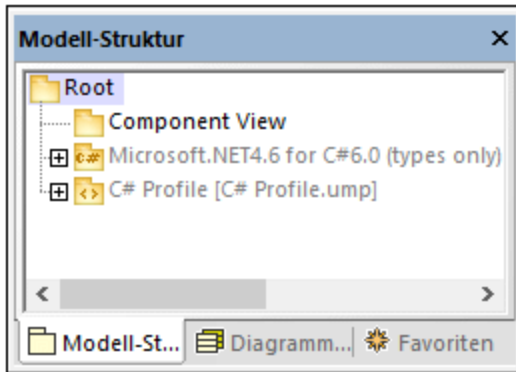 Modell-Struktur
Root
Component View
Microsoft.NET4.6 for C#6.0 (types only)
C# Profile [C# Profile.ump]
Modell-St... Diagramm... Favoriten